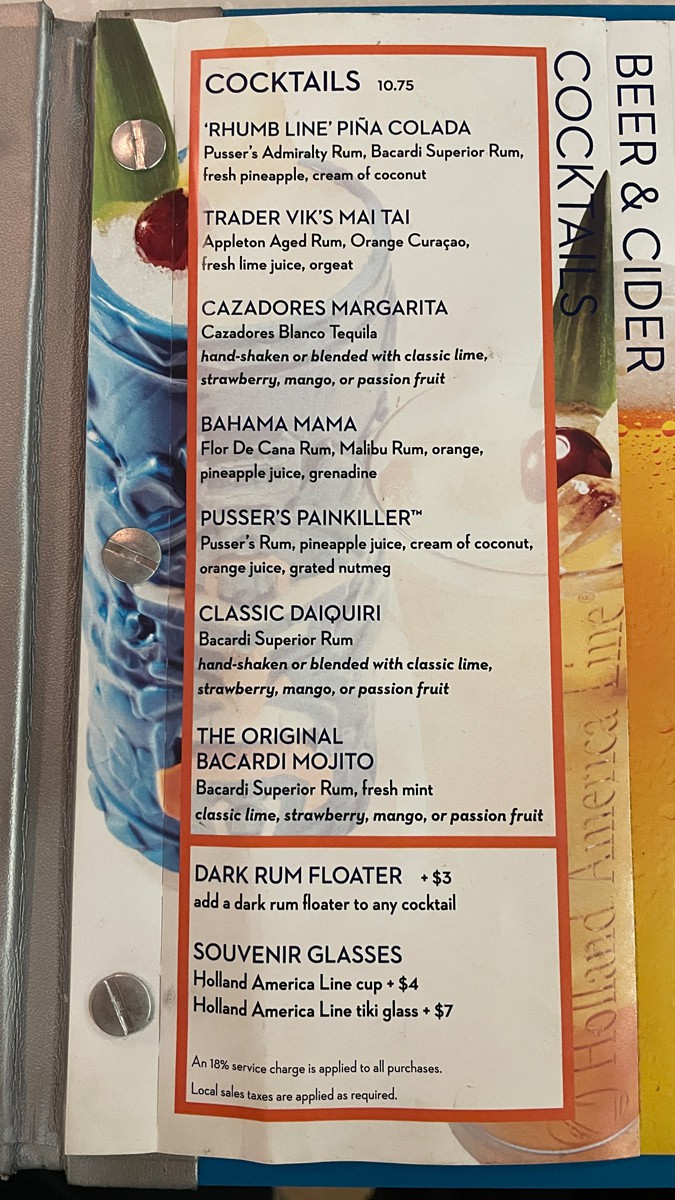 COCKTAILS 10.75
‘RHUMB LINE’ PIÑA COLADA
Pusser's Admiralty Rum, Bacardi Superior Rum,
fresh pineapple, cream of coconut
TRADER VIK'S MAI TAI
Appleton Aged Rum, Orange Curaçao,
fresh lime juice, orgeat
CAZADORES MARGARITA
Cazadores Blanco Tequila
hand-shaken or blended with classic lime,
strawberry, mango, or passion fruit
BAHAMA MAMA
Flor De Cana Rum, Malibu Rum, orange,
pineapple juice, grenadine
PUSSER'S PAINKILLER™
Pusser's Rum, pineapple juice, cream of coconut,
orange juice, grated nutmeg
CLASSIC DAIQUIRI
Bacardi Superior Rum
hand-shaken or blended with classic lime,
strawberry, mango, or passion fruit
THE ORIGINAL
BACARDI MOJITO
Bacardi Superior Rum, fresh mint
classic lime, strawberry, mango, or passion fruit
DARK RUM FLOATER + $3
add a dark rum floater to any cocktail
SOUVENIR GLASSES
Holland America Line cup + $4
Holland America Line tiki glass + $7
An 18% service charge is applied to all purchases.
Local sales taxes are applied as required.
COCKTAILS
BEER & CIDER
Holland America Line®